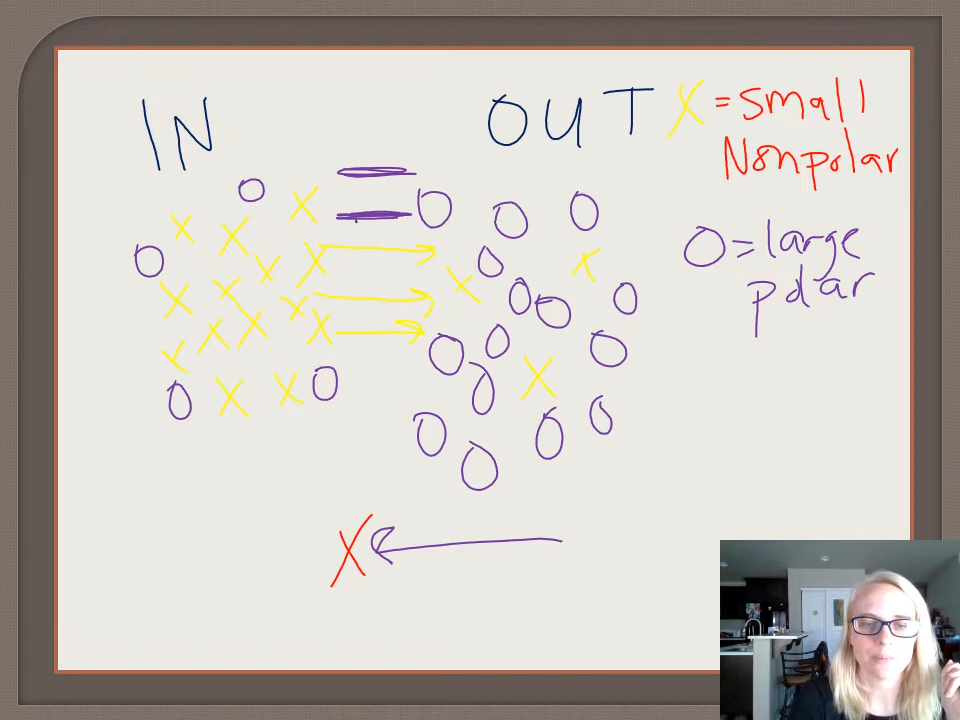 IN OUT X = small
Nonpolar
O = large
polar